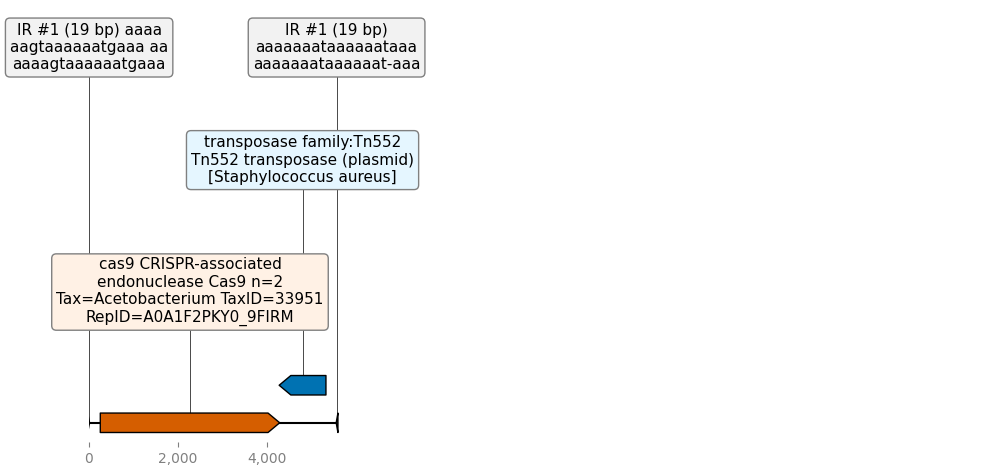 IR #1 (19 bp) aaaa
aagtaaaaaatgaaa aa
aaaagtaaaaaatgaaa
IR #1 (19 bp)
aaaaaaataaaaaataaa
aaaaaaataaaaaat-aaa
transposase family:Tn552
Tn552 transposase (plasmid)
[Staphylococcus aureus]
cas9 CRISPR-associated
endonuclease Cas9 n=2
Tax=Acetobacterium TaxID=33951
RepID=A0A1F2PKY0_9FIRM
0
2,000
4,000